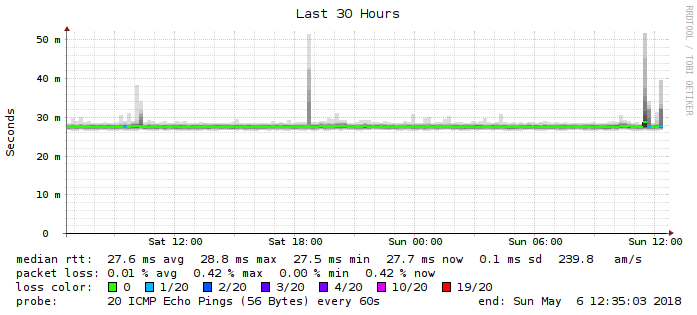 Last 30 Hours
RRDTOOL / TOBI OETIKER
Seconds
50 m
40 m
30 m
20 m
10 m
0
Sat 12:00 Sat 18:00 Sun 00:00 Sun 06:00 Sun 12:00
median rtt: 27.6 ms avg 28.8 ms max 27.5 ms min 27.7 ms now 0.1 ms sd 239.8 am/s
packet loss: 0.01 % avg 0.42 % max 0.00 % min 0.42 % now
loss color: 0 1/20 2/20 3/20 4/20 10/20 19/20
probe: 20 ICMP Echo Pings (56 Bytes) every 60s end: Sun May 6 12:35:03 2018